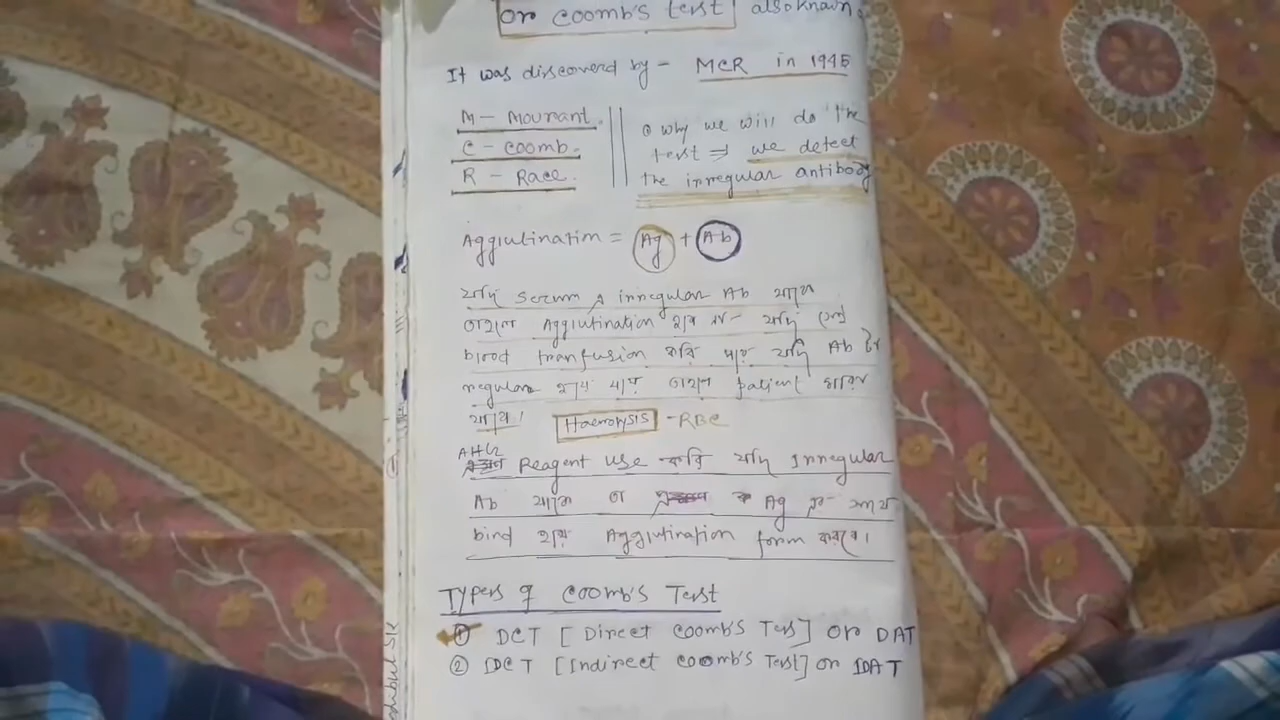 or coomb's test also known
It was discovered by - MCR in 1945
M - Mourant.
C - coomb.
R - Race.
why we will do the
test ⇒ we detect
the irregular antibody
Agglutination = Ag + Ab
যদি serum এ irregular Ab থাকে
তাহলে Agglutination হবে না - যদি সেই
blood tranfusion করি যদি Ab
regular হয়ে যায় তাহলে patient মারা
যাবে।
Haemolysis - RBC
AHG
Reagent use করি যদি Irregular
Ab থাকে তা Ag এর সাথে
bind হয়ে Agglutination form করবে।
Types of Coomb's Test
① DCT [Direct coomb's Tes] or DAT
② IDCT [Indirect coomb's Test] or IDAT